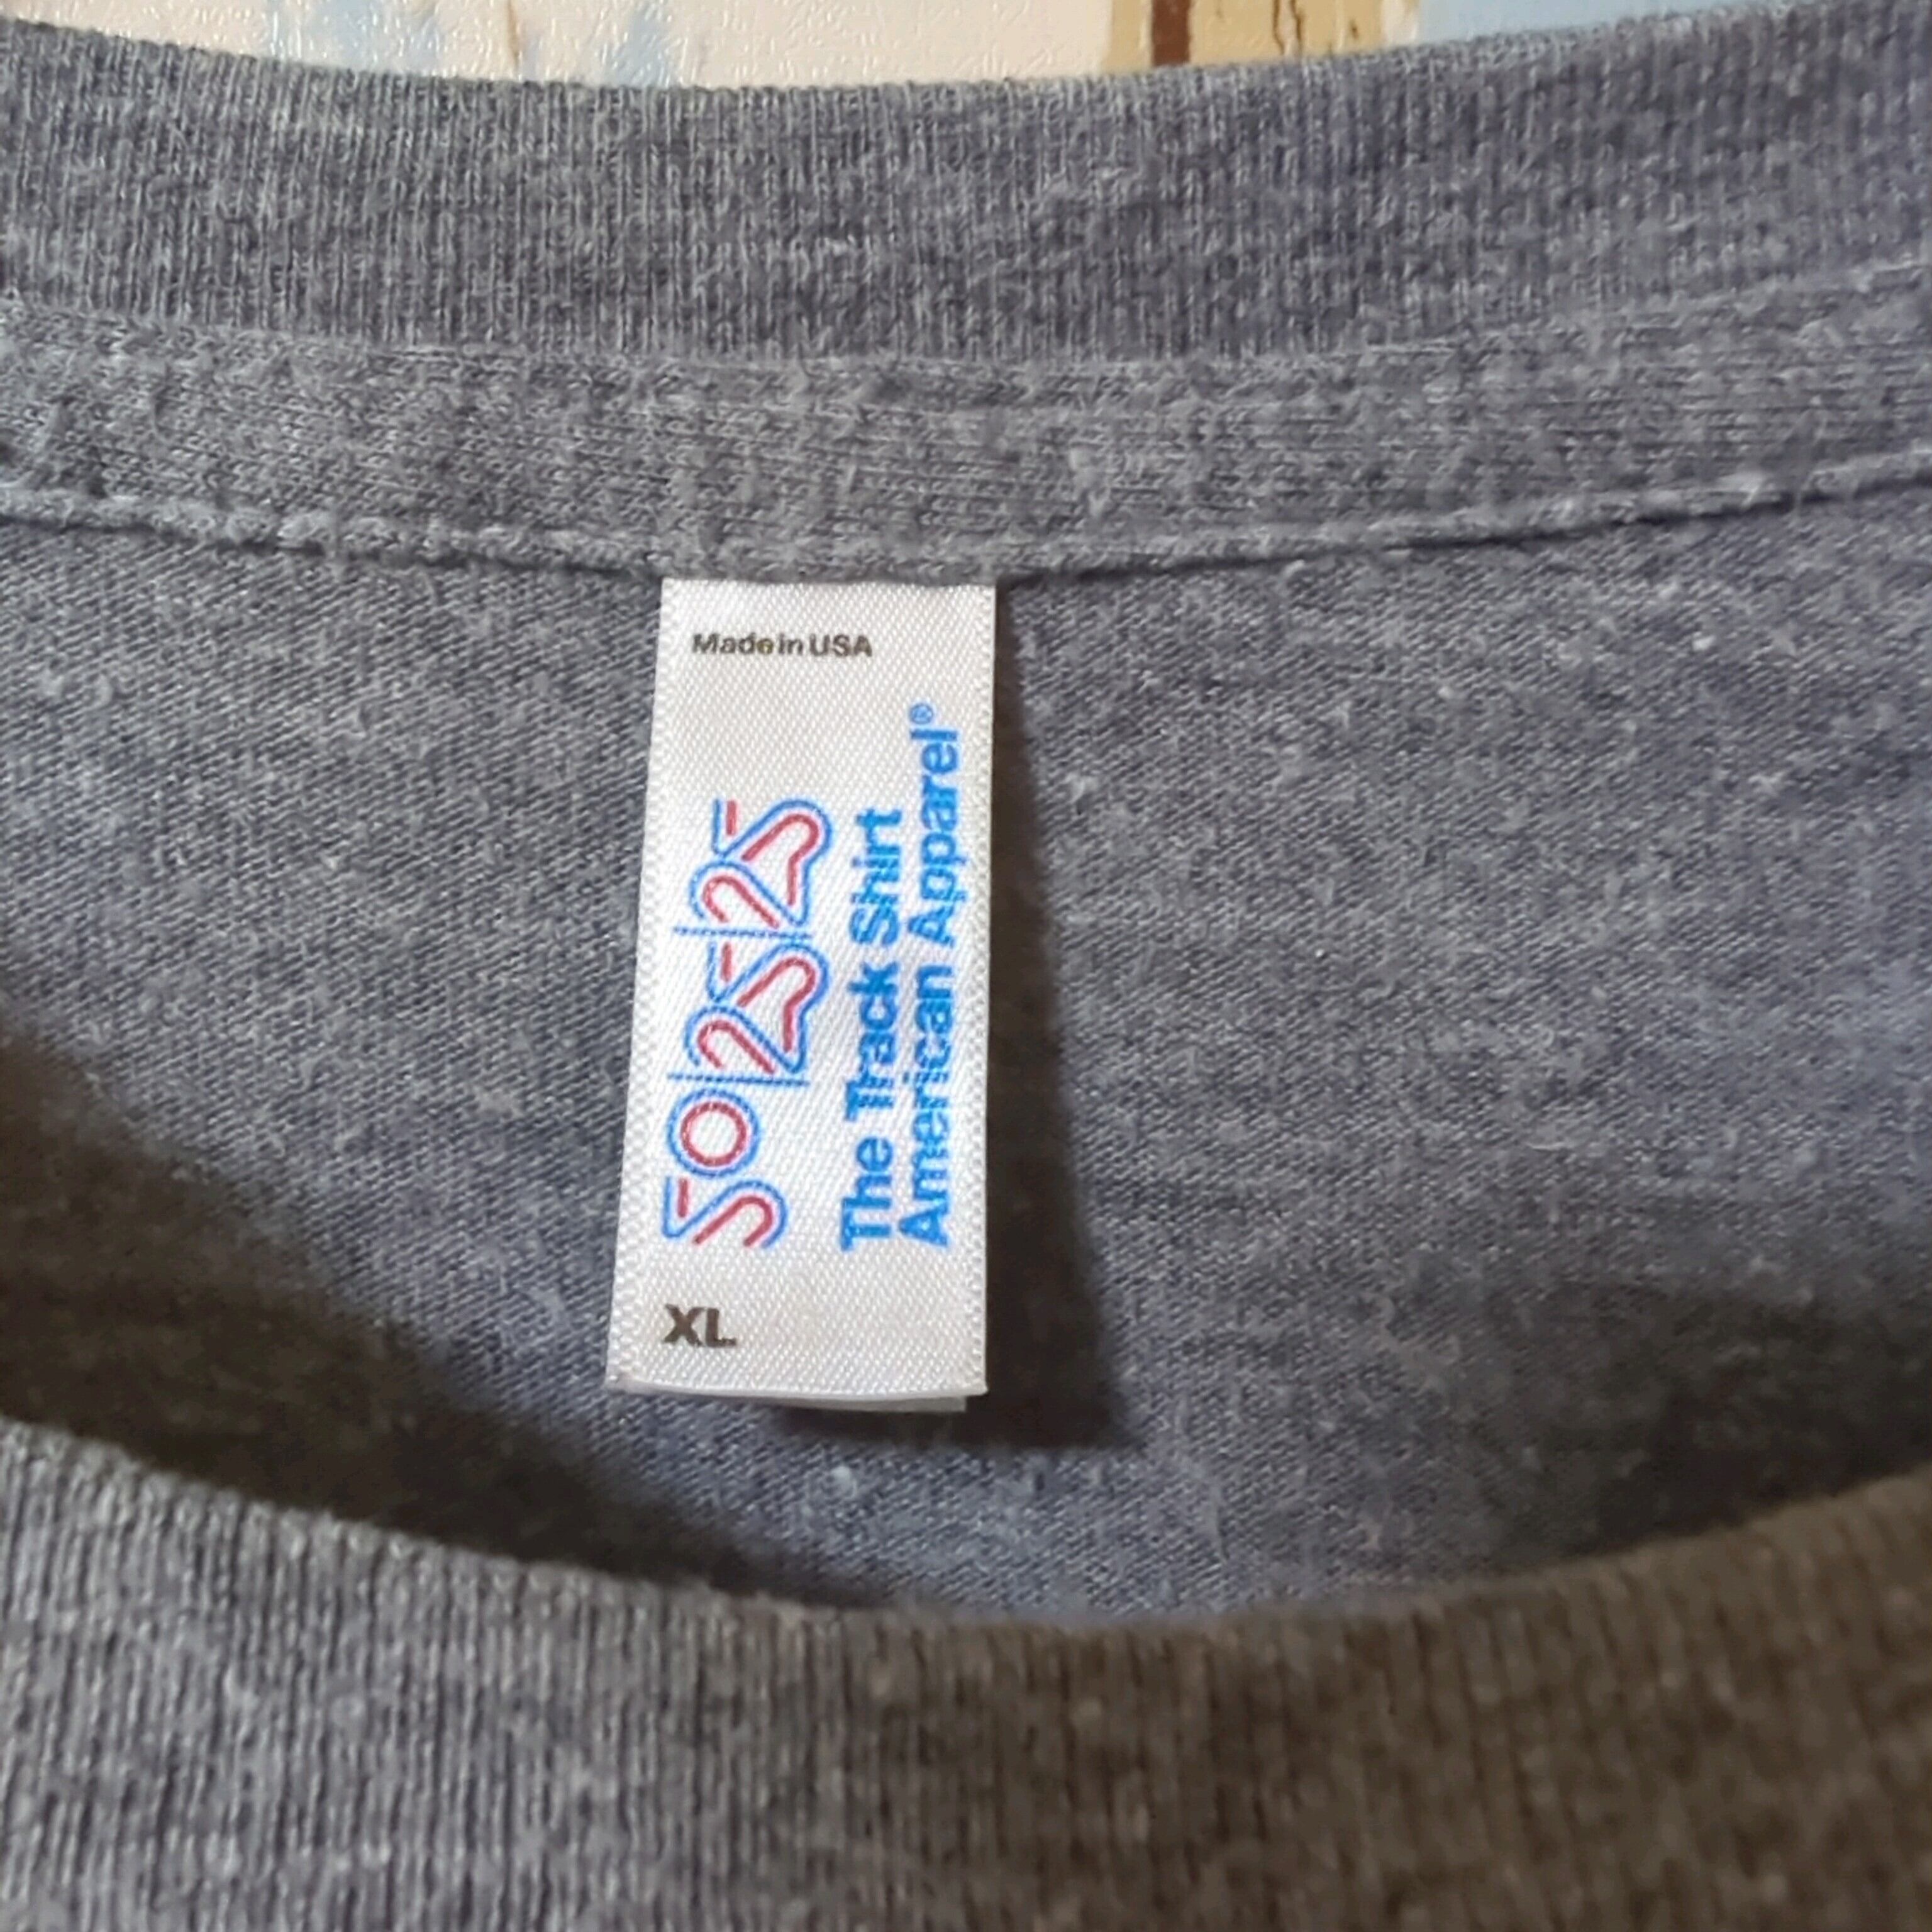 Made in USA
50|25|25
The Track Shirt
American Apparel®
XL